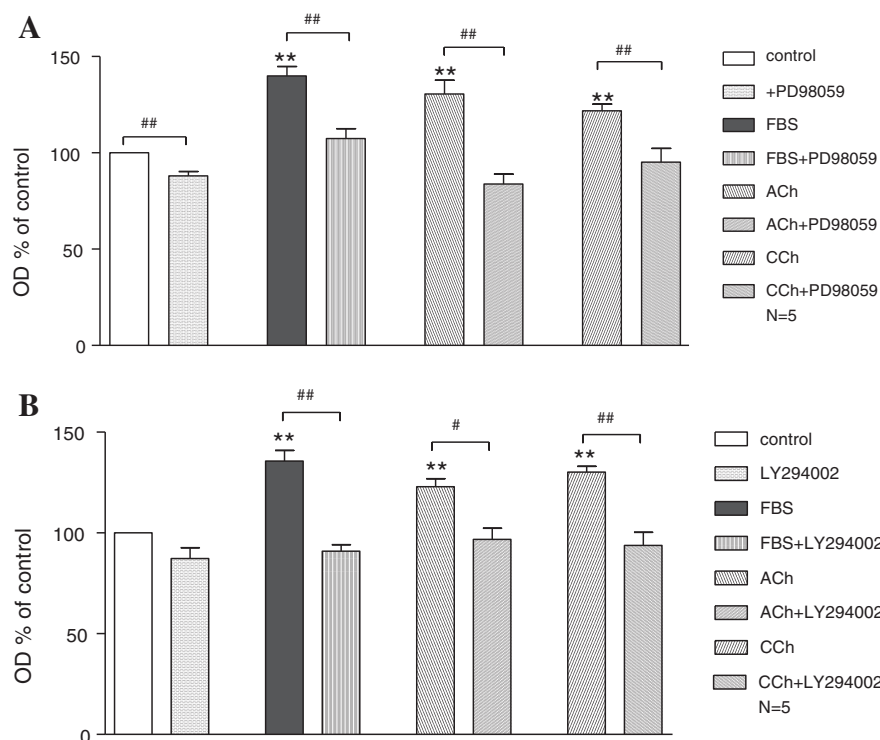 A
OD % of control
150
100
50
0
##
**
##
**
##
**
##
control
+PD98059
FBS
FBS+PD98059
ACh
ACh+PD98059
CCh
CCh+PD98059
N=5
B
OD % of control
150
100
50
0
**
##
**
#
**
##
control
LY294002
FBS
FBS+LY294002
ACh
ACh+LY294002
CCh
CCh+LY294002
N=5